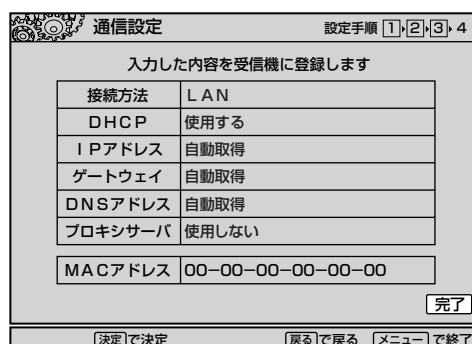 通信設定 設定手順 1 2 3 4
入力した内容を受信機に登録します
接続方法 LAN
DHCP 使用する
IPアドレス 自動取得
ゲートウェイ 自動取得
DNSアドレス 自動取得
プロキシサーバ 使用しない
MACアドレス 00-00-00-00-00-00
完了
決定で決定 戻るで戻る メニューで終了